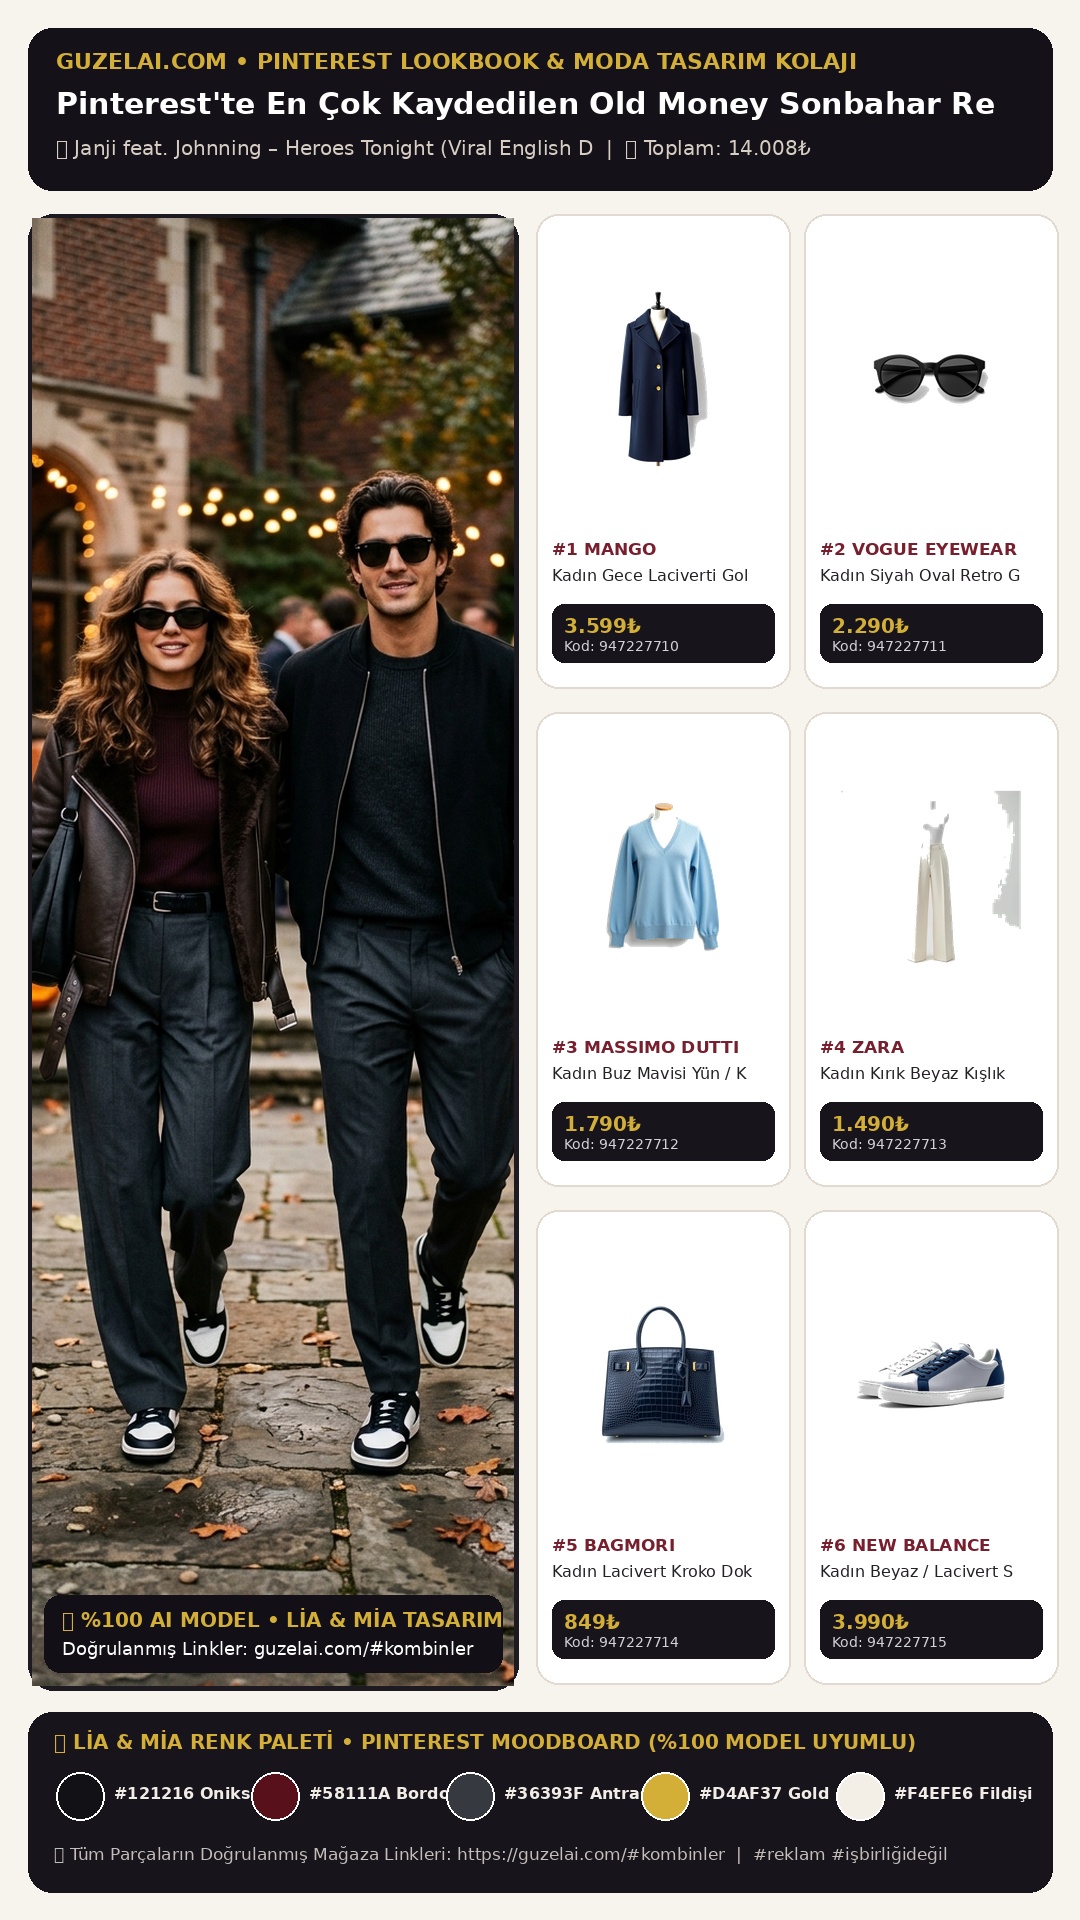 GUZELAI.COM • PINTEREST LOOKBOOK & MODA TASARIM KOLAJI
Pinterest'te En Çok Kaydedilen Old Money Sonbahar Re
Janji feat. Johnning – Heroes Tonight (Viral English D | Toplam: 14.008₺
#1 MANGO
Kadın Gece Laciverti Gol
3.599₺
Kod: 947227710
#2 VOGUE EYEWEAR
Kadın Siyah Oval Retro G
2.290₺
Kod: 947227711
#3 MASSIMO DUTTI
Kadın Buz Mavisi Yün / K
1.790₺
Kod: 947227712
#4 ZARA
Kadın Kırık Beyaz Kışlık
1.490₺
Kod: 947227713
#5 BAGMORI
Kadın Lacivert Kroko Dok
849₺
Kod: 947227714
#6 NEW BALANCE
Kadın Beyaz / Lacivert S
3.990₺
Kod: 947227715
%100 AI MODEL • LİA & MİA TASARIM
Doğrulanmış Linkler: guzelai.com/#kombinler
LİA & MİA RENK PALETİ • PINTEREST MOODBOARD (%100 MODEL UYUMLU)
#121216 Oniks #58111A Bordo #36393F Antra #D4AF37 Gold #F4EFE6 Fildişi
Tüm Parçaların Doğrulanmış Mağaza Linkleri: https://guzelai.com/#kombinler | #reklam #işbirliğideğil